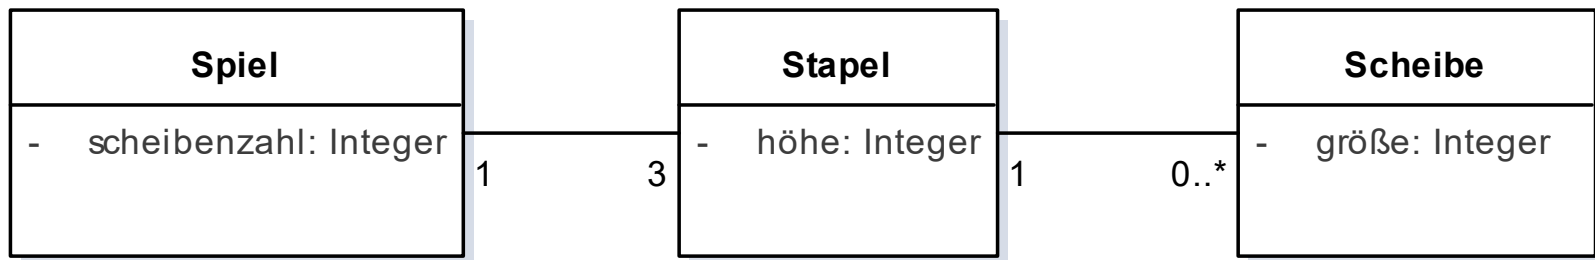 Spiel
- scheibenzahl: Integer
1
3
Stapel
- höhe: Integer
1
0..*
Scheibe
- größe: Integer